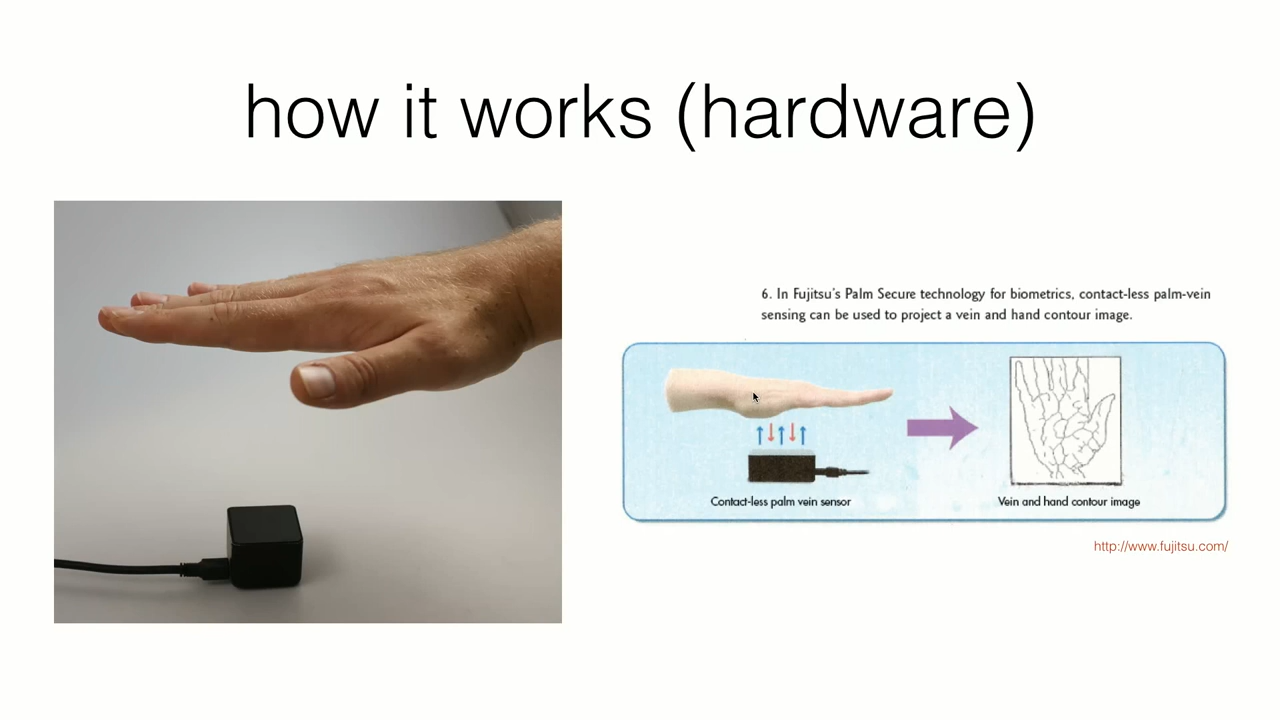 how it works (hardware)
6. In Fujitsu's Palm Secure technology for biometrics, contact-less palm-vein
sensing can be used to project a vein and hand contour image.
Contact-less palm vein sensor
Vein and hand contour image
http://www.fujitsu.com/